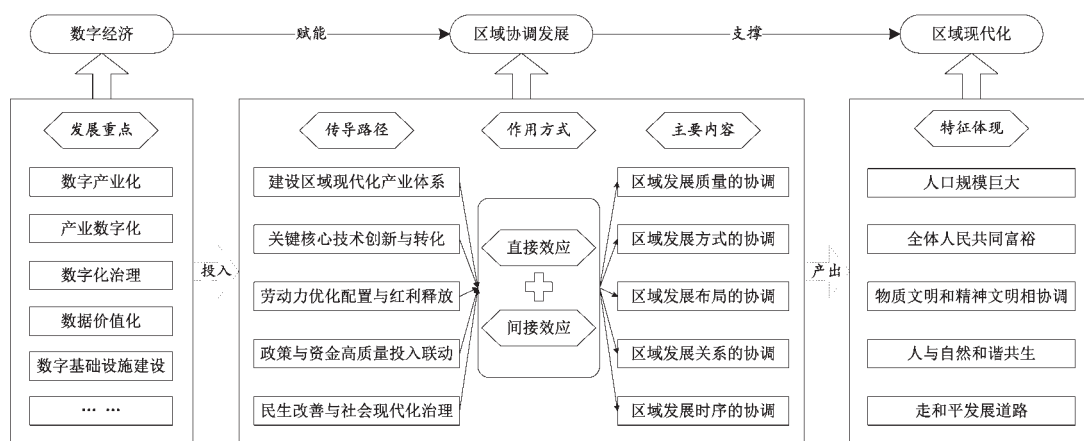 数字经济
赋能
区域协调发展
支撑
区域现代化
发展重点
数字产业化
产业数字化
数字化治理
数据价值化
数字基础设施建设
… …
投入
传导路径
建设区域现代化产业体系
关键核心技术创新与转化
劳动力优化配置与红利释放
政策与资金高质量投入联动
民生改善与社会现代化治理
作用方式
直接效应
间接效应
主要内容
区域发展质量的协调
区域发展方式的协调
区域发展布局的协调
区域发展关系的协调
区域发展时序的协调
产出
特征体现
人口规模巨大
全体人民共同富裕
物质文明和精神文明相协调
人与自然和谐共生
走和平发展道路